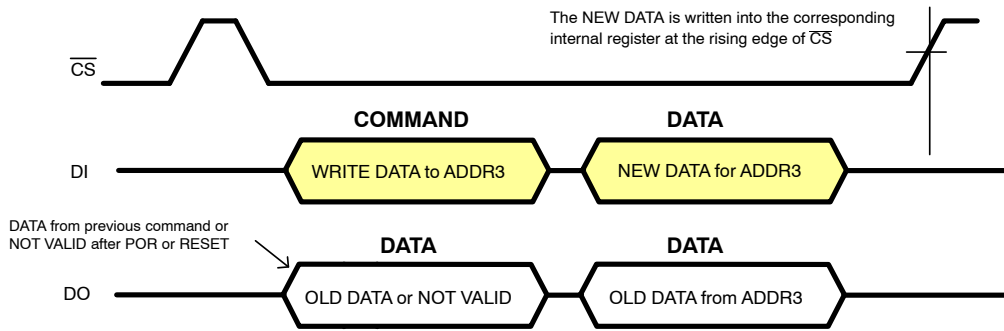 The NEW DATA is written into the corresponding
internal register at the rising edge of C̅S̅
C̅S̅
COMMAND
DATA
DI
WRITE DATA to ADDR3
NEW DATA for ADDR3
DATA from previous command or
NOT VALID after POR or RESET
DATA
DATA
DO
OLD DATA or NOT VALID
OLD DATA from ADDR3